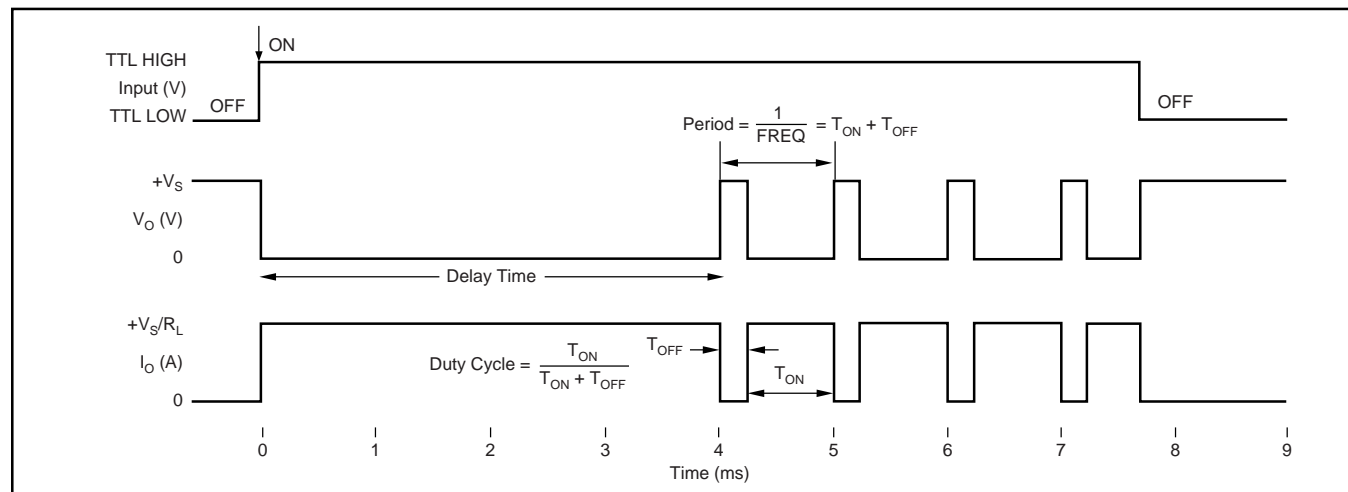 ON
TTL HIGH
Input (V)
OFF
TTL LOW
OFF
Period = 1/FREQ = T_ON + T_OFF
+V_S
V_O (V)
0
Delay Time
+V_S/R_L
I_O (A)
0
Duty Cycle = T_ON/(T_ON + T_OFF)
T_OFF
T_ON
0 1 2 3 4 5 6 7 8 9
Time (ms)